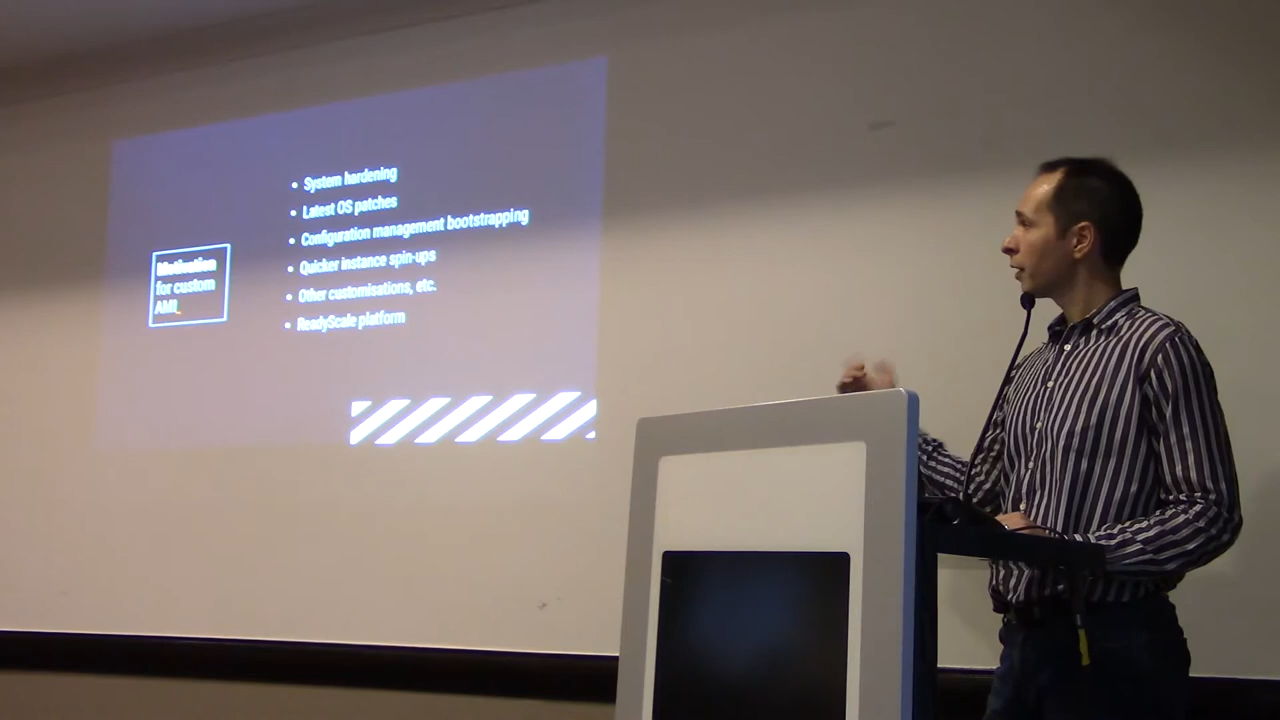 Motivation
for custom
AMI_
• System hardening
• Latest OS patches
• Configuration management bootstrapping
• Quicker instance spin-ups
• Other customisations, etc.
• ReadyScale platform